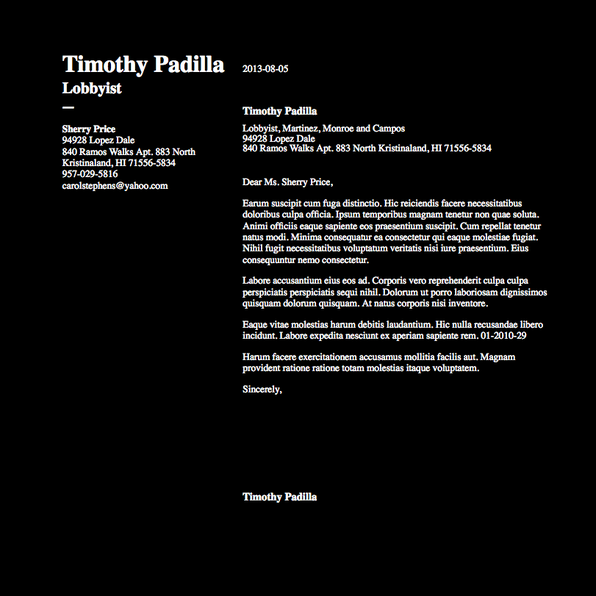 Timothy Padilla
Lobbyist
—
Sherry Price
94928 Lopez Dale
840 Ramos Walks Apt. 883 North
Kristinaland, HI 71556-5834
957-029-5816
carolstephens@yahoo.com
2013-08-05
Timothy Padilla
Lobbyist, Martinez, Monroe and Campos
94928 Lopez Dale
840 Ramos Walks Apt. 883 North Kristinaland, HI 71556-5834
Dear Ms. Sherry Price,
Earum suscipit cum fuga distinctio. Hic reiciendis facere necessitatibus
doloribus culpa officia. Ipsum temporibus magnam tenetur non quae soluta.
Animi officiis eaque sapiente eos praesentium suscipit. Cum repellat tenetur
natus modi. Minima consequatur ea consectetur qui eaque molestiae fugiat.
Nihil fugit necessitatibus voluptatum veritatis nisi iure praesentium. Eius
consequuntur nemo consectetur.
Labore accusantium eius eos ad. Corporis vero reprehenderit culpa culpa
perspiciatis perspiciatis sequi nihil. Dolorum ut porro laboriosam dignissimos
quisquam dolorum quisquam. At natus corporis nisi inventore.
Eaque vitae molestias harum debitis laudantium. Hic nulla recusandae libero
incidunt. Labore expedita nesciunt ex aperiam sapiente rem. 01-2010-29
Harum facere exercitationem accusamus mollitia facilis aut. Magnam
provident ratione ratione totam molestias itaque voluptatem.
Sincerely,
Timothy Padilla